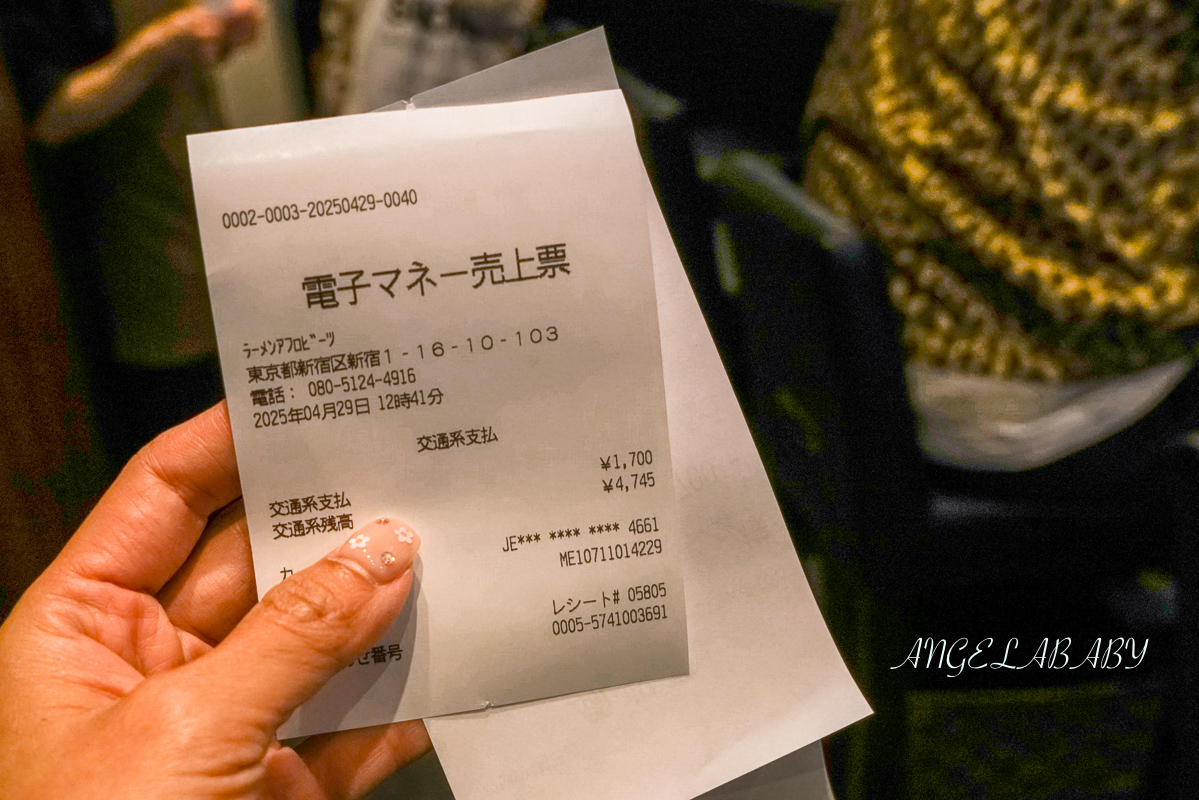 0002-0003-20250429-0040
電子マネー売上票
ﾗｰﾒﾝｱﾌﾛﾋﾞｰﾂ
東京都新宿区新宿１-１６-１０-１０３
電話： 080-5124-4916
2025年04月29日 12時41分
交通系支払
交通系支払 ¥1,700
交通系残高 ¥4,745
カ JE*** **** **** 4661
ME10711014229
レシート# 05805
せ番号 0005-5741003691
ANGELABABY